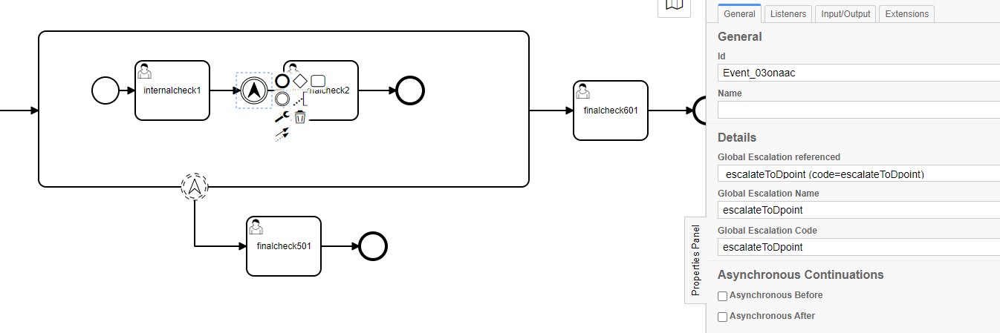 General
Listeners
Input/Output
Extensions
General
Id
Event_03onaac
Name
Details
Global Escalation referenced
escalateToDpoint (code=escalateToDpoint)
Global Escalation Name
escalateToDpoint
Global Escalation Code
escalateToDpoint
Asynchronous Continuations
Asynchronous Before
Asynchronous After
Properties Panel
internalcheck1
nalcheck2
finalcheck601
finalcheck501